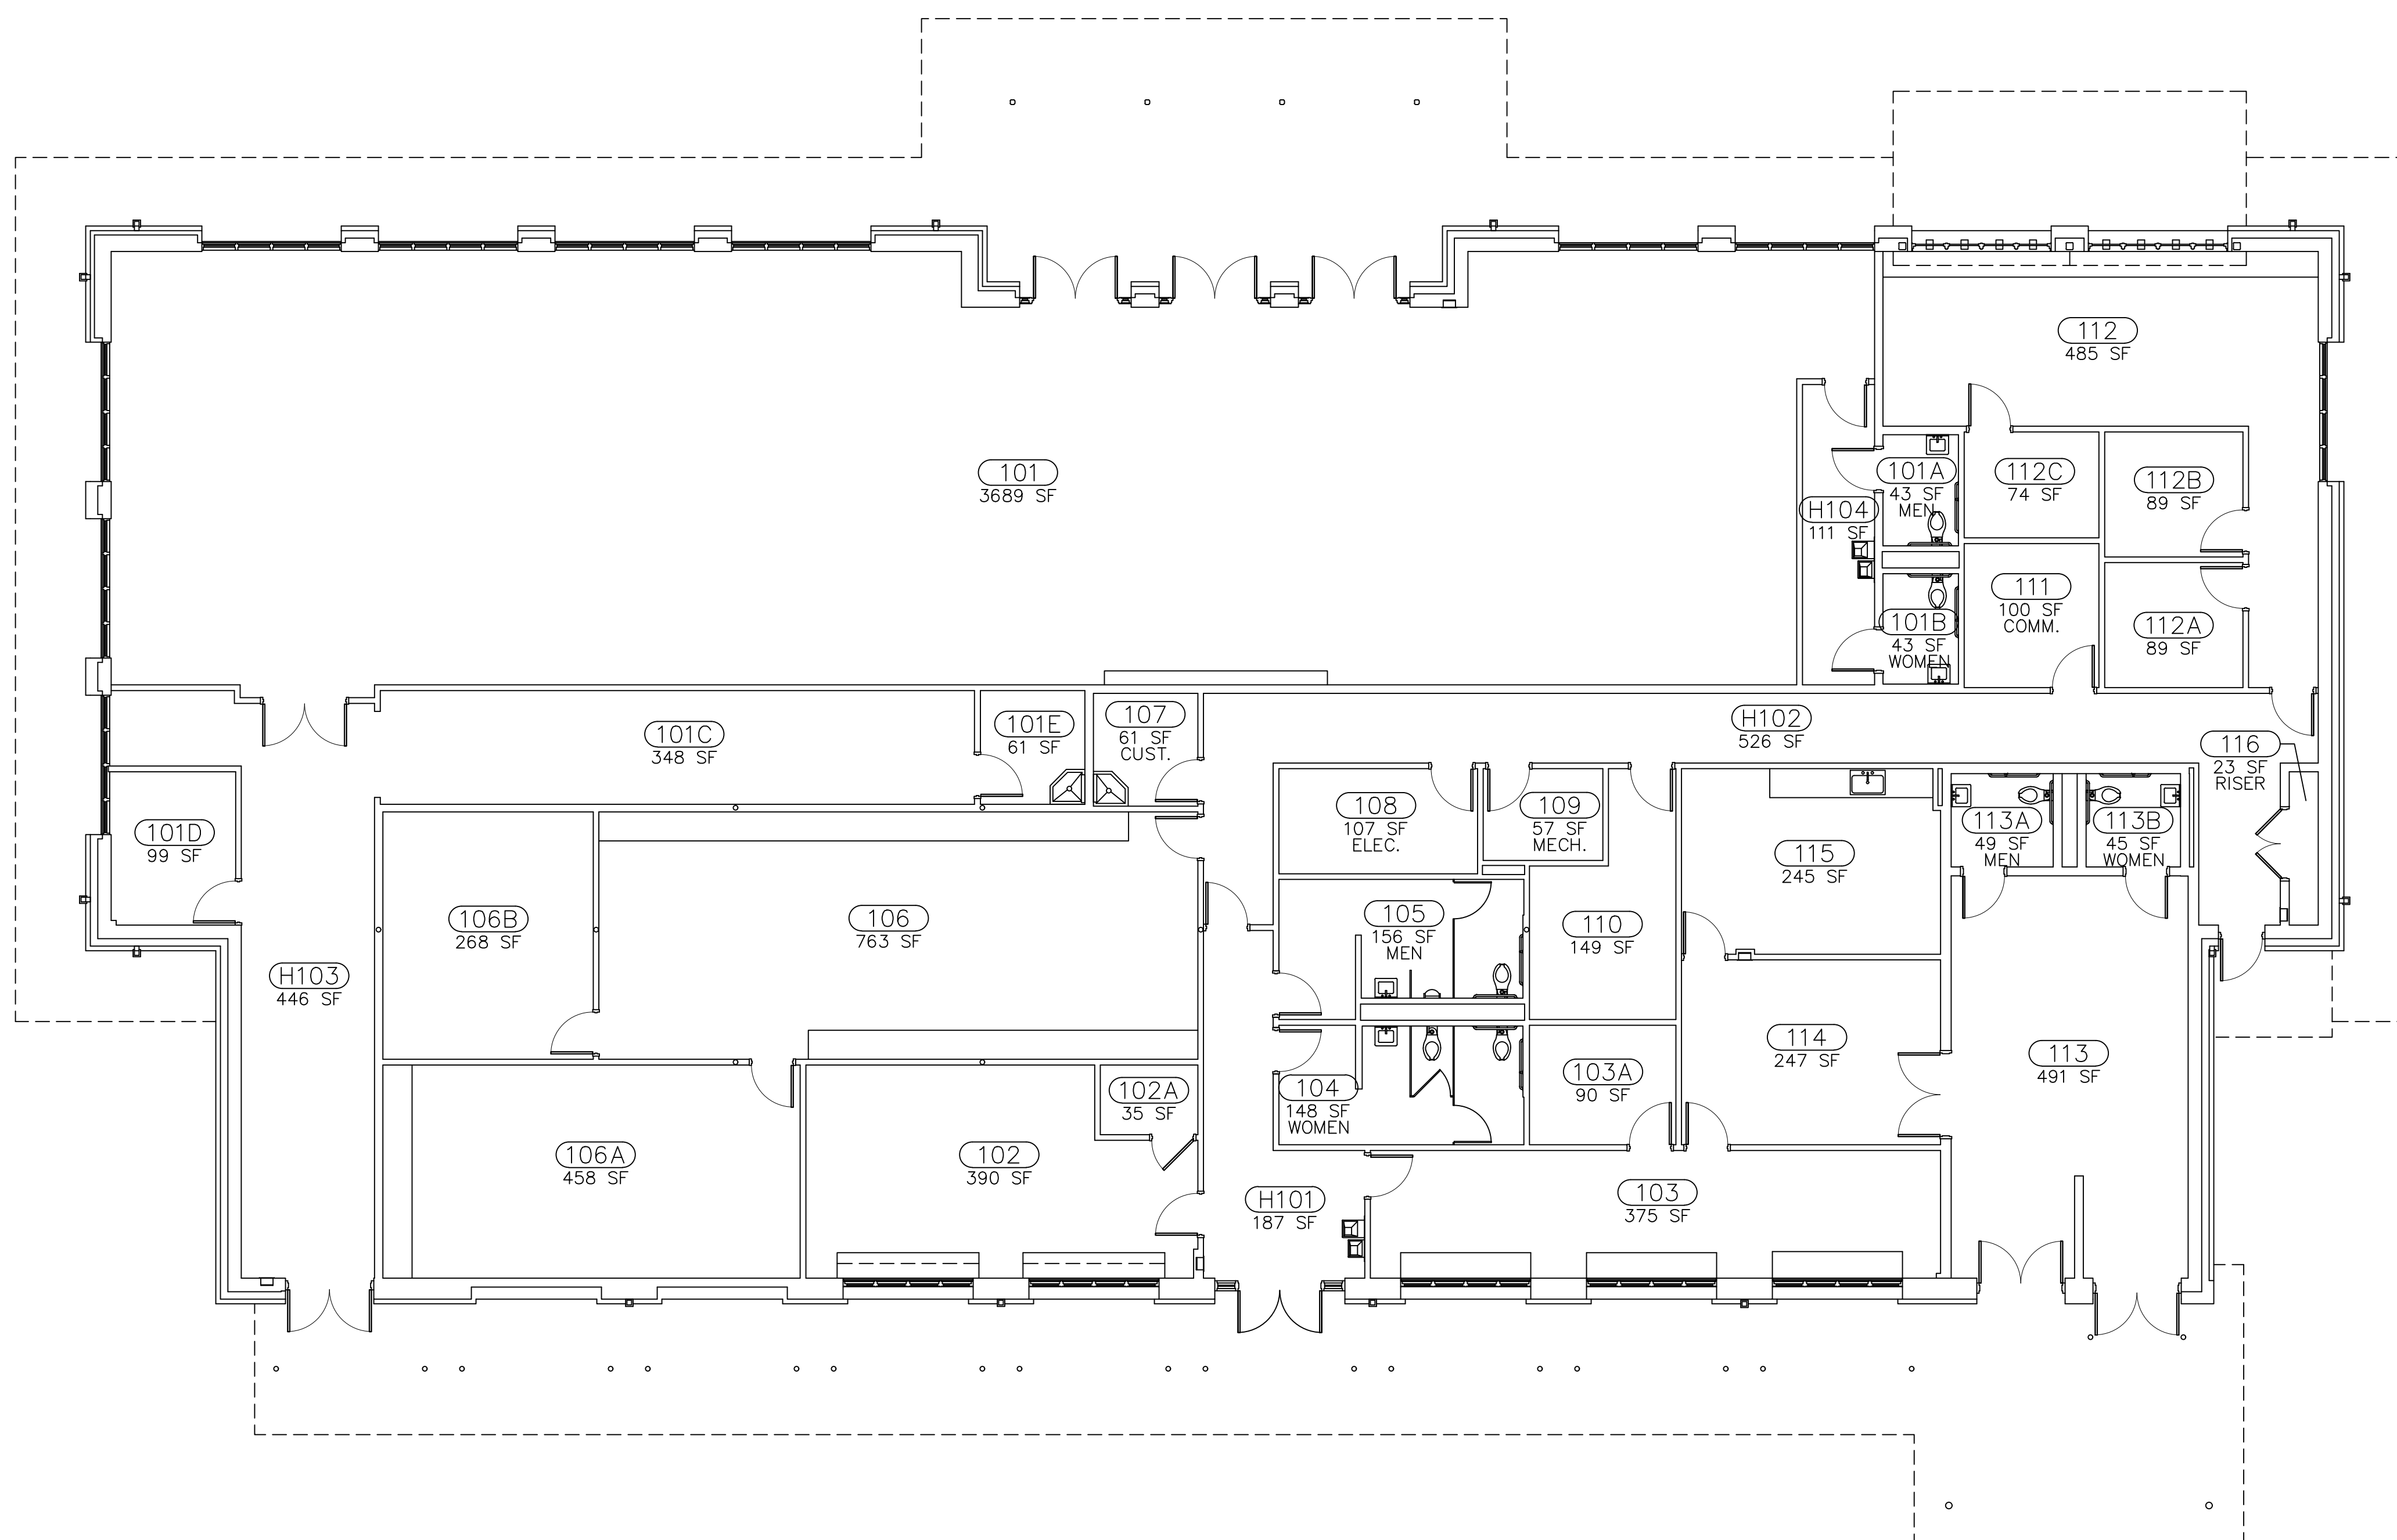 112
485 SF
101
3689 SF
101A
43 SF
MEN
112C
74 SF
112B
89 SF
H104
111 SF
111
100 SF
COMM.
101B
43 SF
WOMEN
112A
89 SF
101C
348 SF
101E
61 SF
107
61 SF
CUST.
H102
526 SF
116
23 SF
RISER
101D
99 SF
108
107 SF
ELEC.
109
57 SF
MECH.
115
245 SF
113A
49 SF
MEN
113B
45 SF
WOMEN
106B
268 SF
106
763 SF
105
156 SF
MEN
110
149 SF
H103
446 SF
114
247 SF
113
491 SF
102A
35 SF
104
148 SF
WOMEN
103A
90 SF
106A
458 SF
102
390 SF
H101
187 SF
103
375 SF